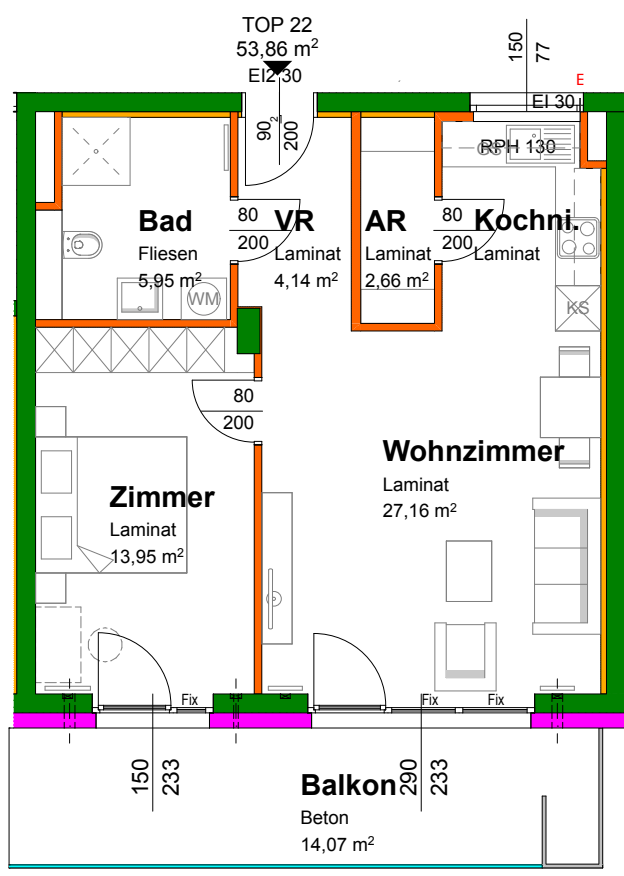 TOP 22
53,86 m²
EI2 30
90
2
200
150
77
E
EI 30
RPH 130
GS
Bad
Fliesen
5,95 m²
80
200
VR
Laminat
4,14 m²
AR
Laminat
2,66 m²
80
200
Kochni.
Laminat
WM
KS
80
200
Zimmer
Laminat
13,95 m²
Wohnzimmer
Laminat
27,16 m²
Fix
Fix
Fix
150
233
290
233
Balkon
Beton
14,07 m²